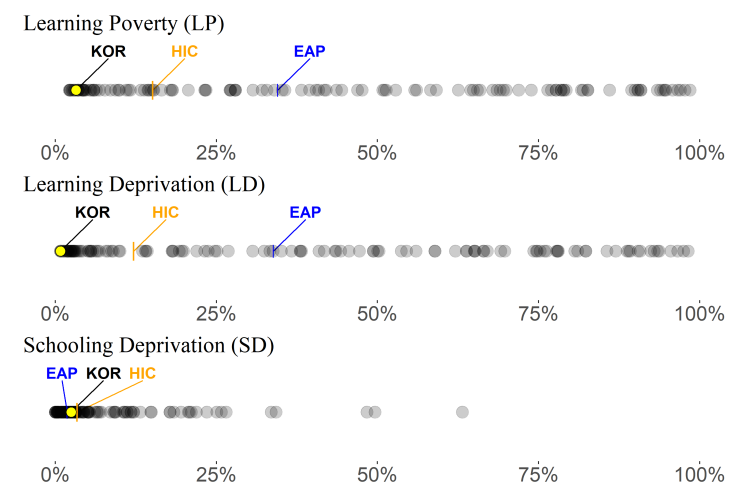 Learning Poverty (LP)
KOR HIC EAP
0% 25% 50% 75% 100%
Learning Deprivation (LD)
KOR HIC EAP
0% 25% 50% 75% 100%
Schooling Deprivation (SD)
EAP KOR HIC
0% 25% 50% 75% 100%